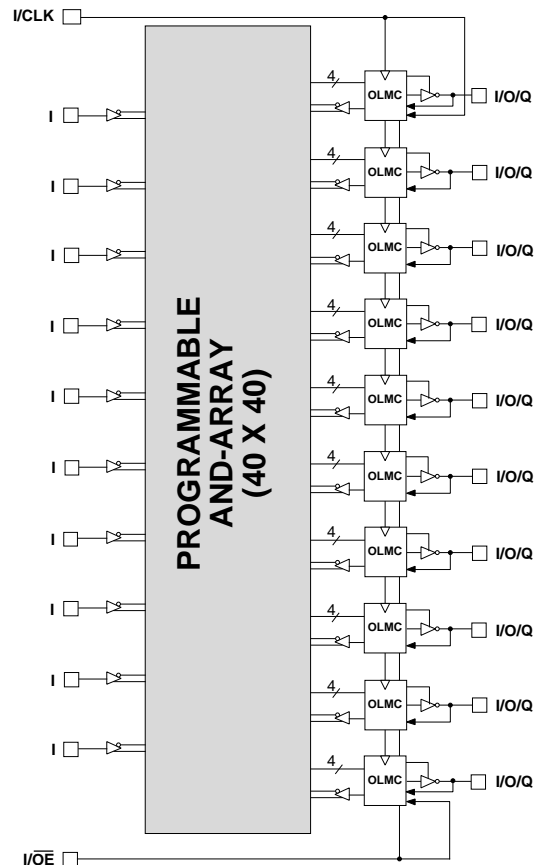 I/CLK
4
OLMC
I/O/Q
I
4
OLMC
I/O/Q
I
4
OLMC
I/O/Q
I
4
OLMC
I/O/Q
I
4
OLMC
I/O/Q
I
4
OLMC
I/O/Q
I
4
OLMC
I/O/Q
I
4
OLMC
I/O/Q
I
4
OLMC
I/O/Q
I
4
OLMC
I/O/Q
I
PROGRAMMABLE
AND-ARRAY
(40 X 40)
I/OE